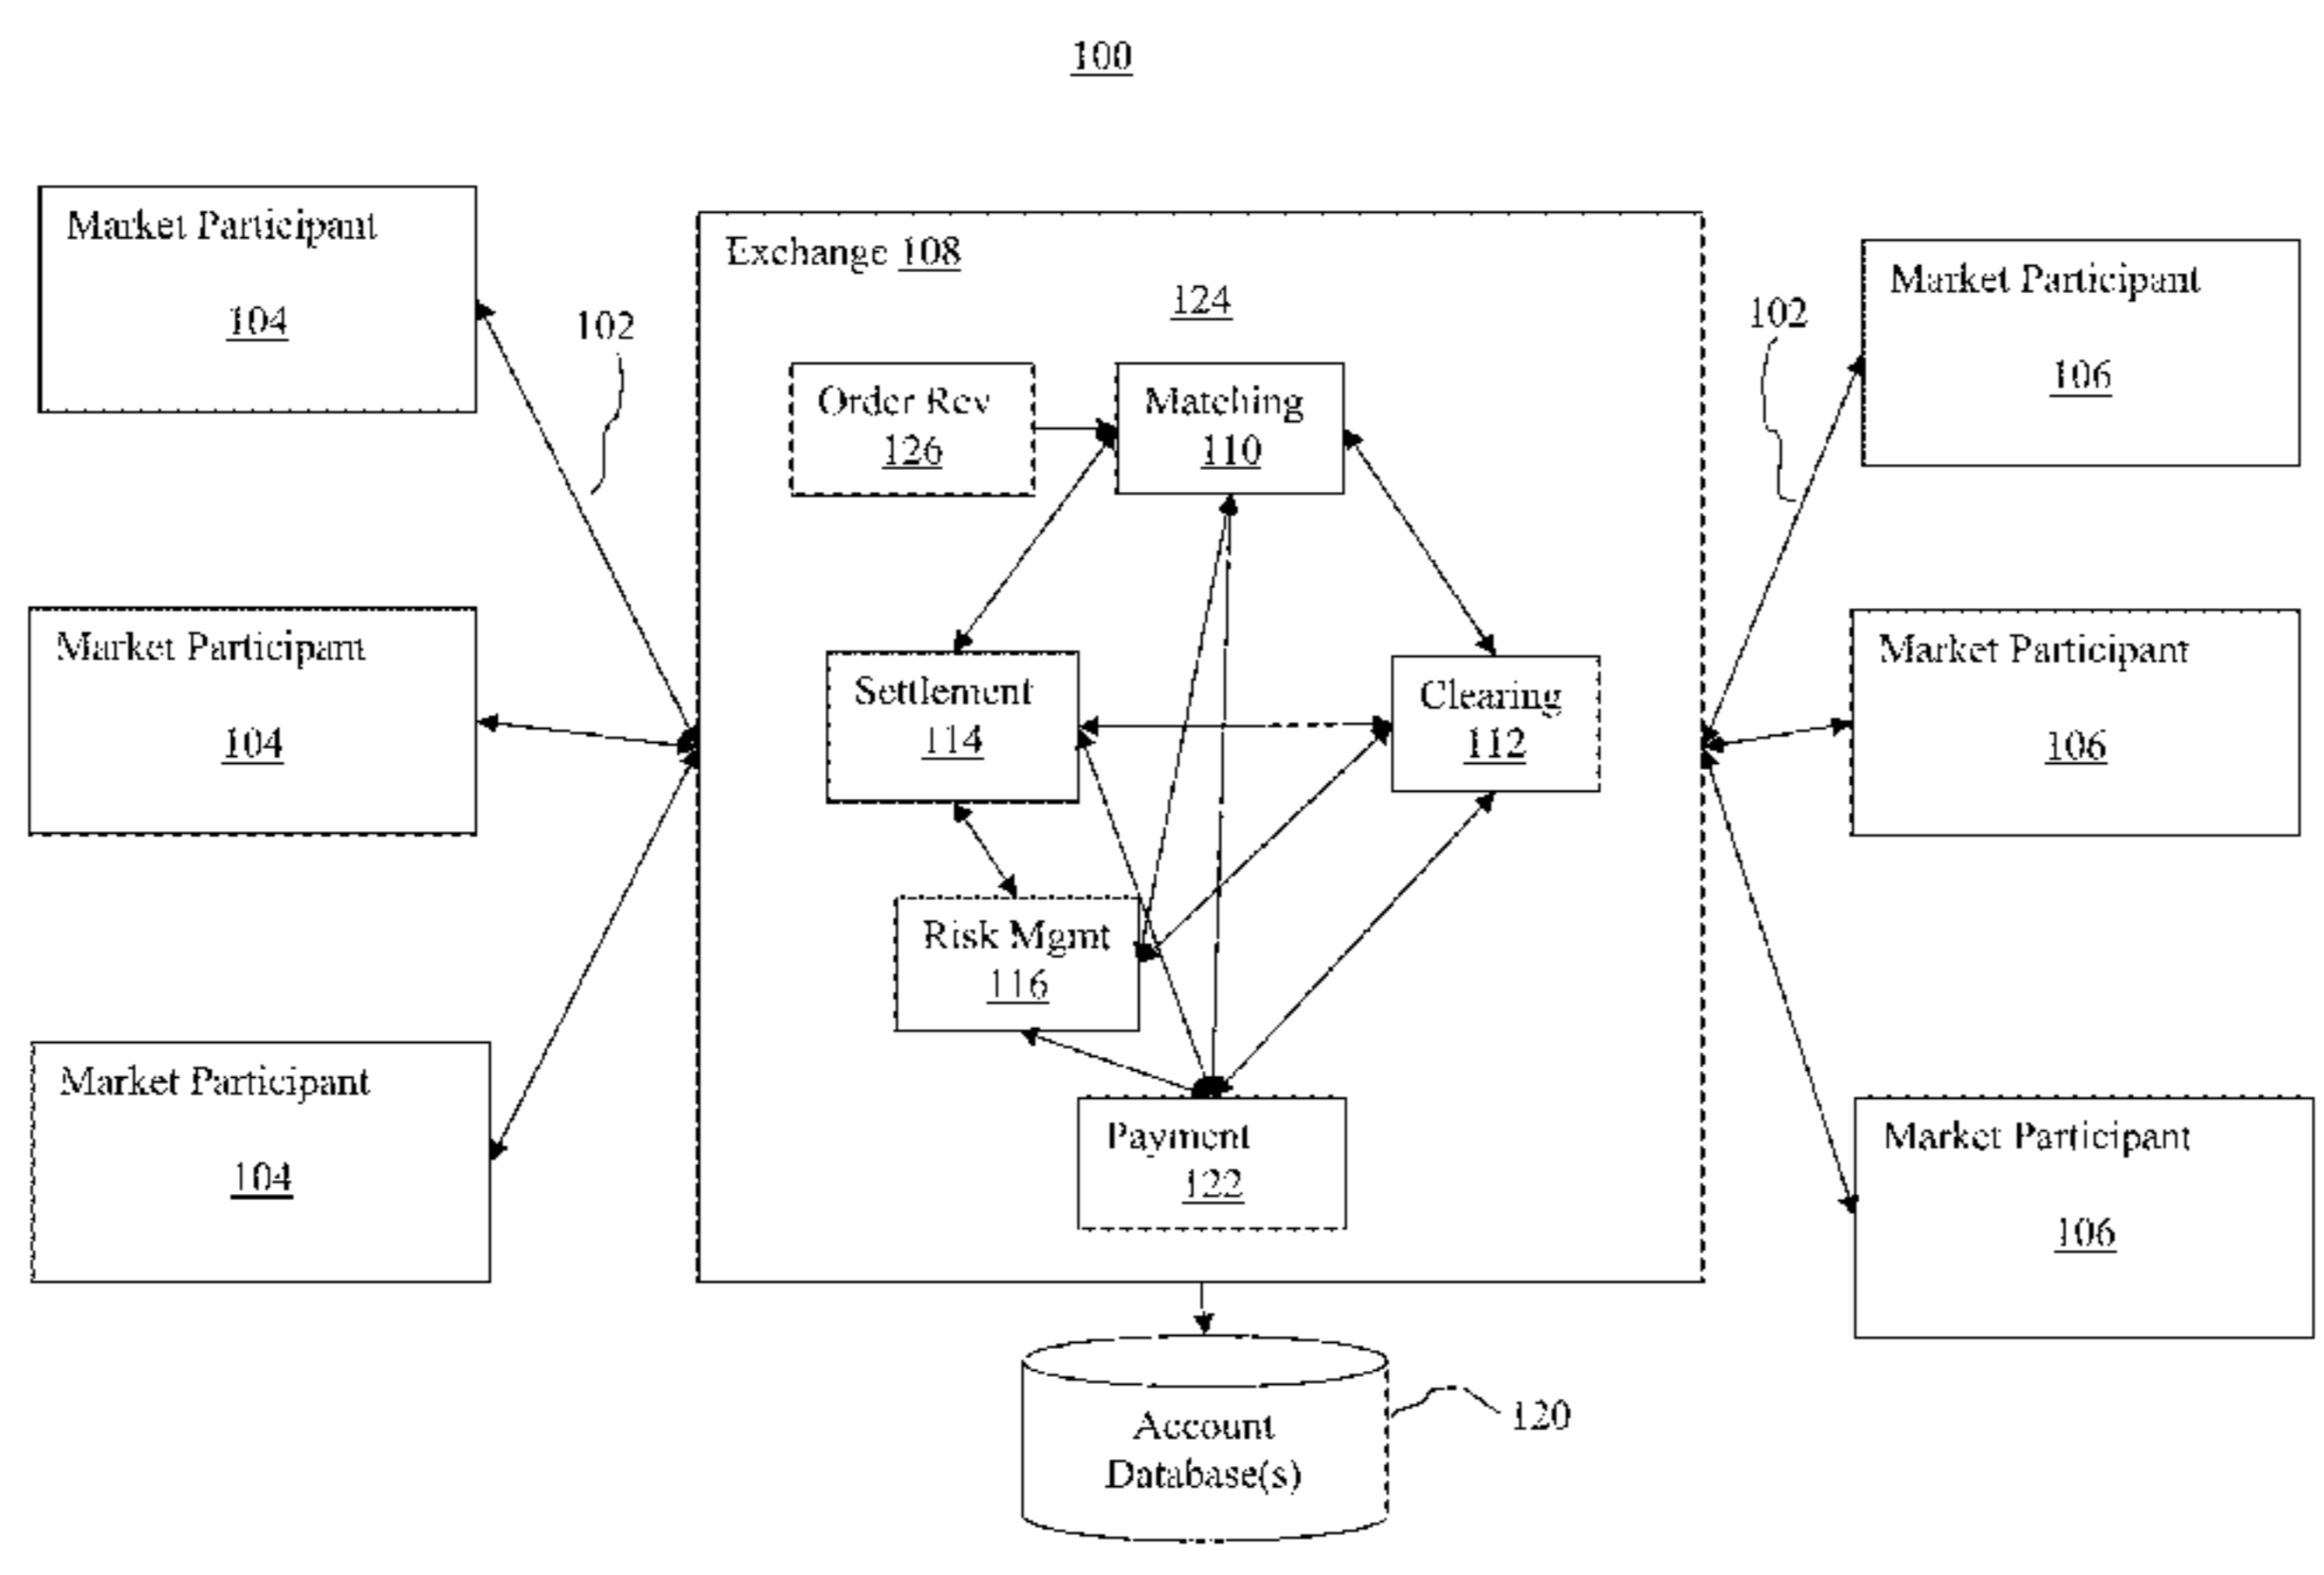 100
Market Participant
104
102
Market Participant
104
Market Participant
104
Exchange 108
124
Order Rcv
126
Matching
110
Settlement
114
Clearing
112
Risk Mgmt
116
Payment
122
102
Market Participant
106
Market Participant
106
Market Participant
106
Account
Database(s)
120